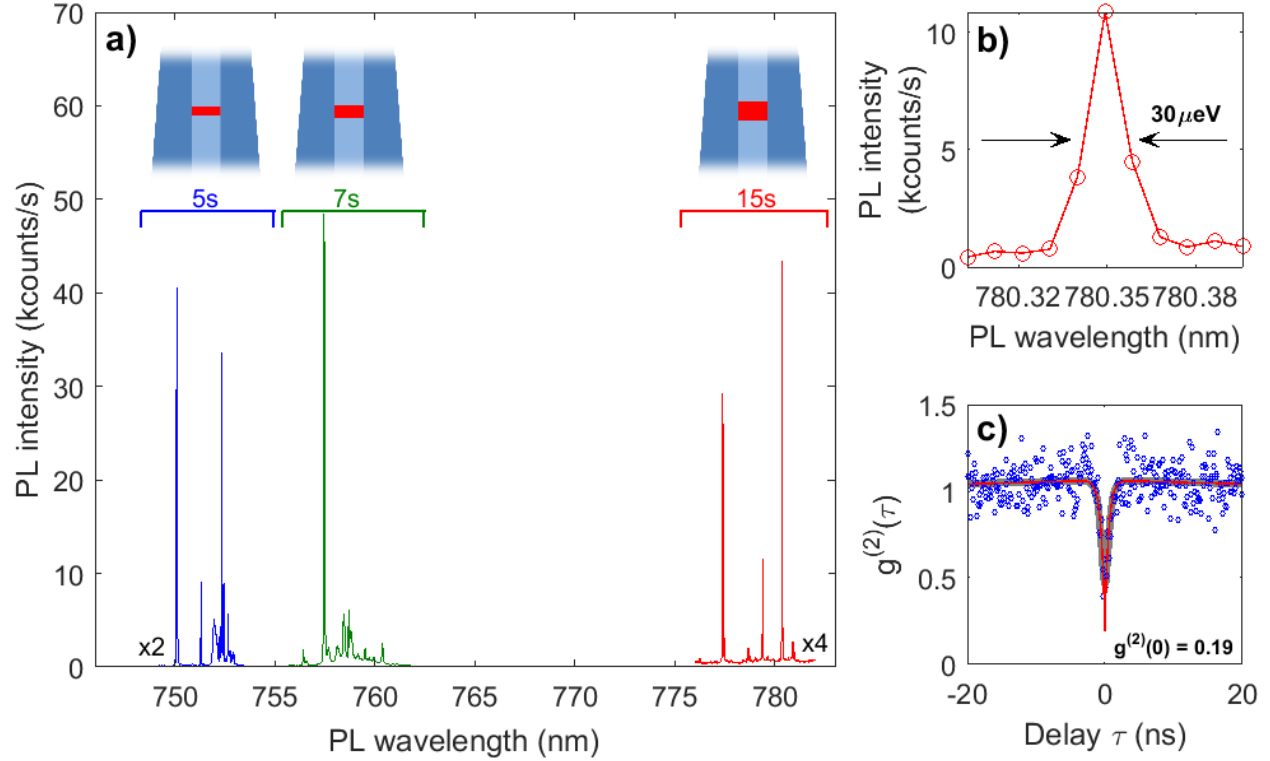 a)
70
60
50
40
30
20
10
0
PL intensity (kcounts/s)
5s
7s
15s
x2
x4
750
755
760
765
770
775
780
PL wavelength (nm)
b)
10
5
0
PL intensity
(kcounts/s)
30μeV
780.32
780.35
780.38
PL wavelength (nm)
c)
1.5
1
0.5
0
g⁽²⁾(τ)
g⁽²⁾(0) = 0.19
-20
0
20
Delay τ (ns)